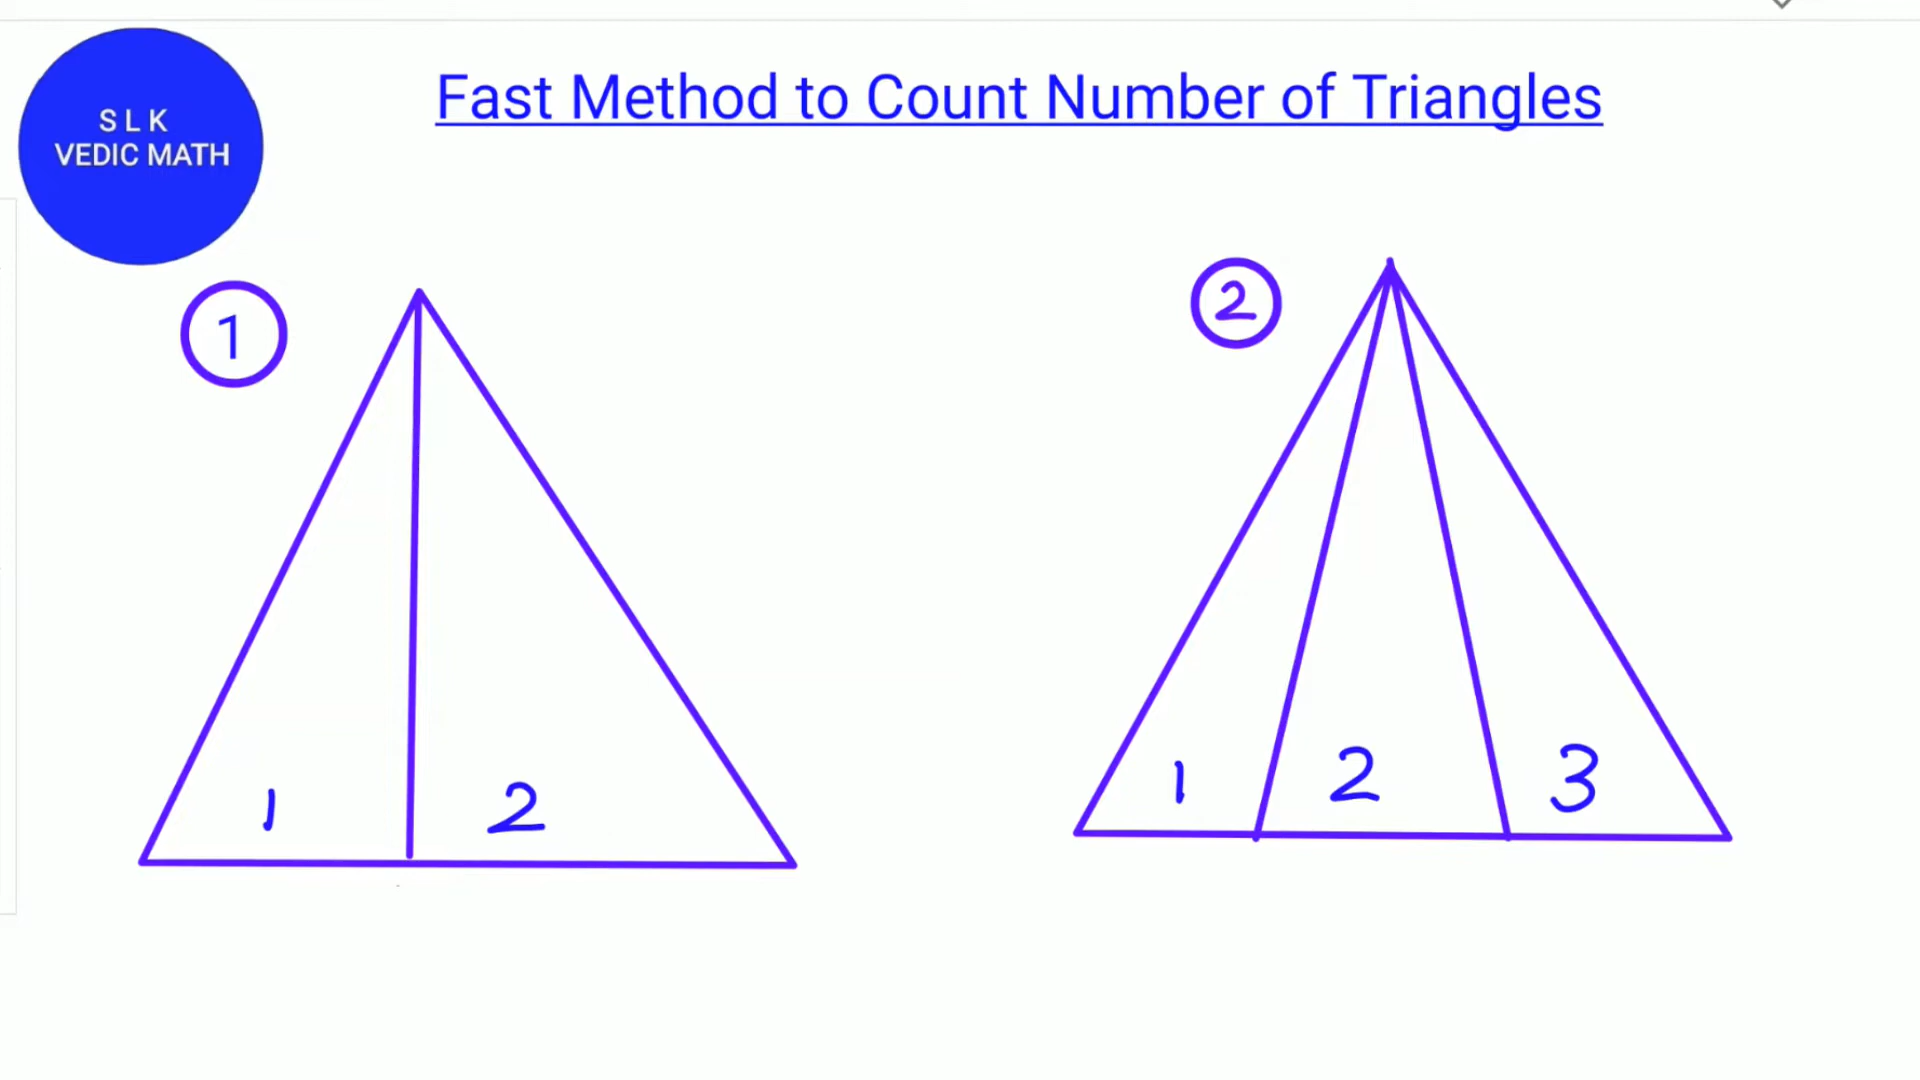 Fast Method to Count Number of Triangles
S L K
VEDIC MATH
1
2
1 2
1 2 3